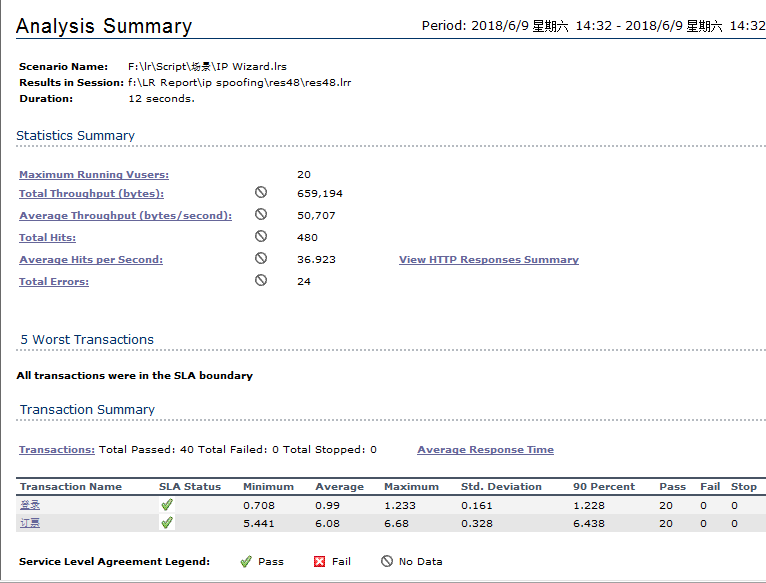 Analysis Summary Period: 2018/6/9 星期六 14:32 - 2018/6/9 星期六 14:32
Scenario Name: F:\lr\Script\场景\IP Wizard.lrs
Results in Session: f:\LR Report\ip spoofing\res48\res48.lrr
Duration: 12 seconds.
Statistics Summary
Maximum Running Vusers: 20
Total Throughput (bytes): 659,194
Average Throughput (bytes/second): 50,707
Total Hits: 480
Average Hits per Second: 36.923 View HTTP Responses Summary
Total Errors: 24
5 Worst Transactions
All transactions were in the SLA boundary
Transaction Summary
Transactions: Total Passed: 40 Total Failed: 0 Total Stopped: 0 Average Response Time
Transaction Name SLA Status Minimum Average Maximum Std. Deviation 90 Percent Pass Fail Stop
登录 0.708 0.99 1.233 0.161 1.228 20 0 0
订票 5.441 6.08 6.68 0.328 6.438 20 0 0
Service Level Agreement Legend: Pass Fail No Data